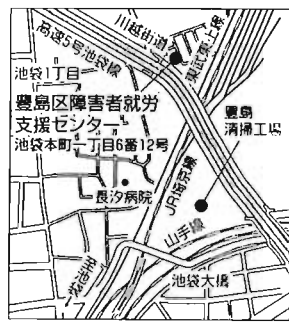 川越街道
東武東上線
高速5号池袋線
池袋1丁目
豊島区障害者就労
支援センター
池袋本町一丁目6番12号
豊島
清掃工場
長汐病院
JR埼京線
山手線
池袋大橋
至池袋